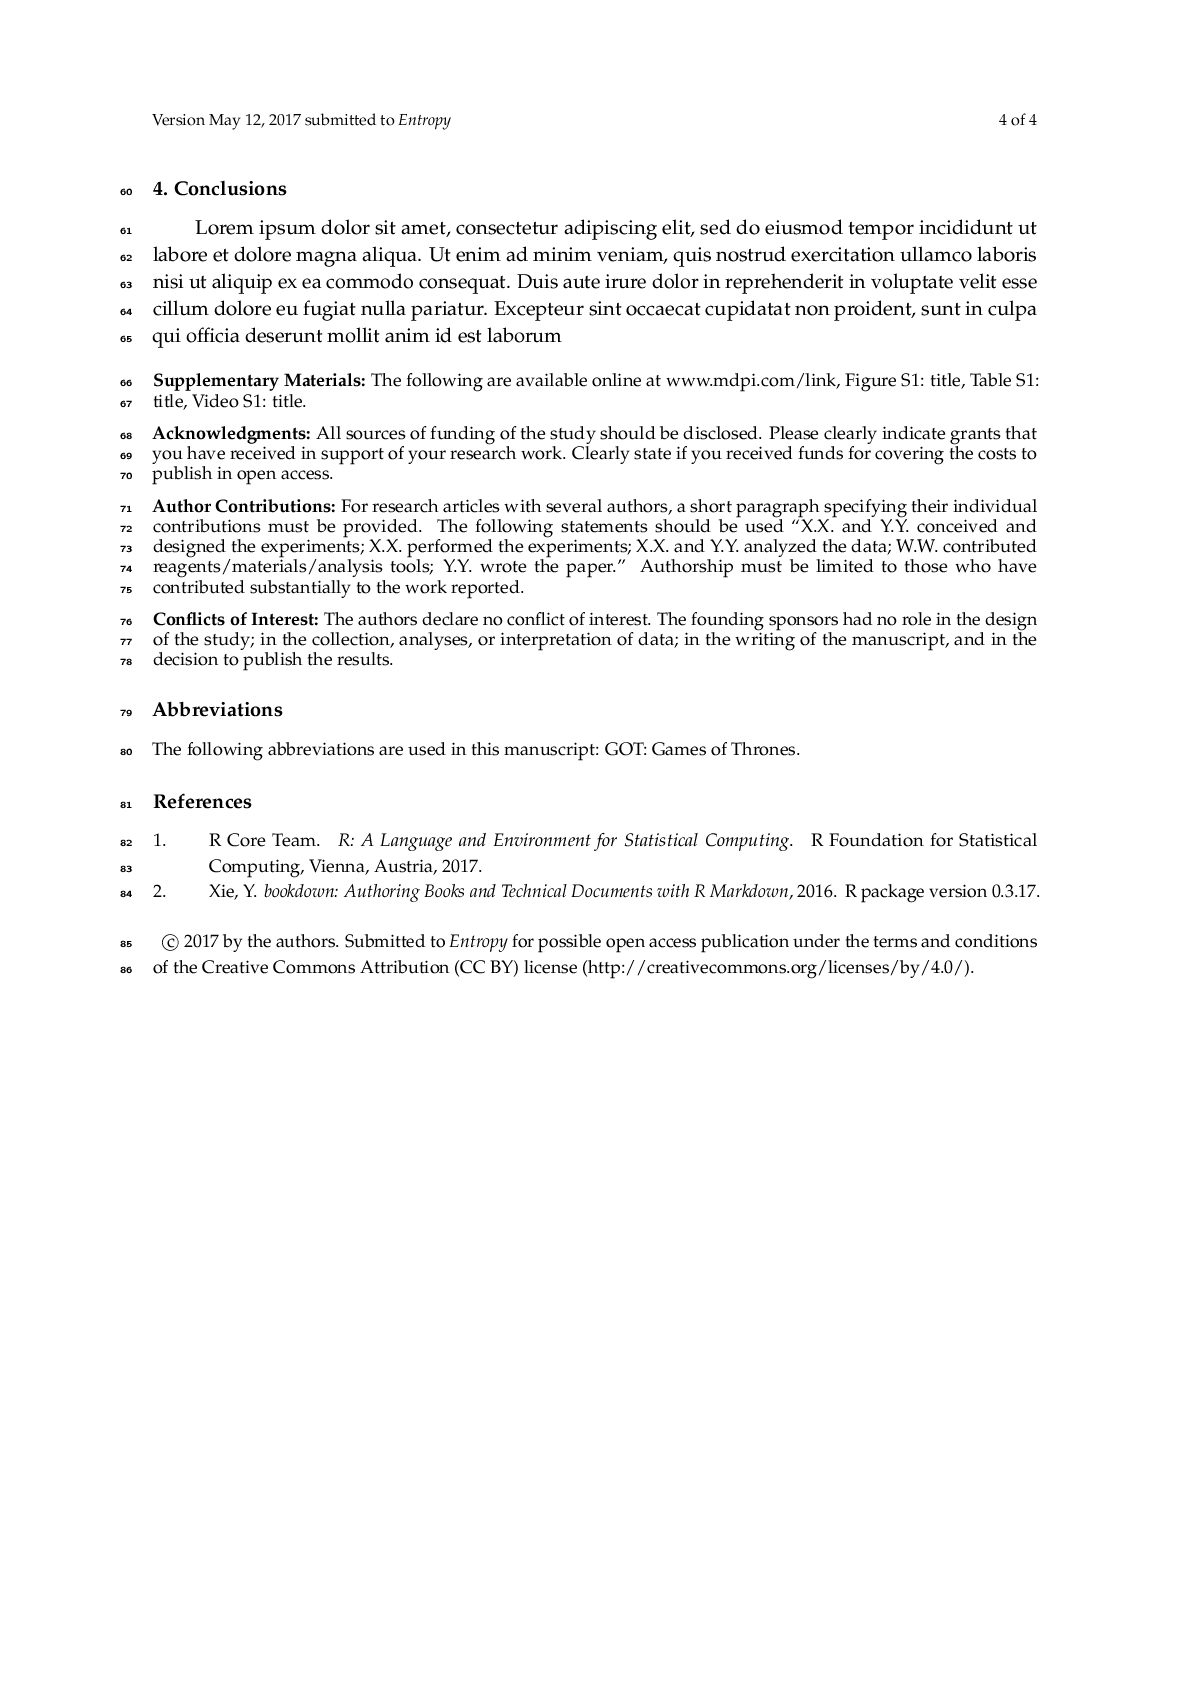 Version May 12, 2017 submitted to Entropy 4 of 4
60 4. Conclusions
61 Lorem ipsum dolor sit amet, consectetur adipiscing elit, sed do eiusmod tempor incididunt ut
62 labore et dolore magna aliqua. Ut enim ad minim veniam, quis nostrud exercitation ullamco laboris
63 nisi ut aliquip ex ea commodo consequat. Duis aute irure dolor in reprehenderit in voluptate velit esse
64 cillum dolore eu fugiat nulla pariatur. Excepteur sint occaecat cupidatat non proident, sunt in culpa
65 qui officia deserunt mollit anim id est laborum
66 Supplementary Materials: The following are available online at www.mdpi.com/link, Figure S1: title, Table S1:
67 title, Video S1: title.
68 Acknowledgments: All sources of funding of the study should be disclosed. Please clearly indicate grants that
69 you have received in support of your research work. Clearly state if you received funds for covering the costs to
70 publish in open access.
71 Author Contributions: For research articles with several authors, a short paragraph specifying their individual
72 contributions must be provided. The following statements should be used “X.X. and Y.Y. conceived and
73 designed the experiments; X.X. performed the experiments; X.X. and Y.Y. analyzed the data; W.W. contributed
74 reagents/materials/analysis tools; Y.Y. wrote the paper.” Authorship must be limited to those who have
75 contributed substantially to the work reported.
76 Conflicts of Interest: The authors declare no conflict of interest. The founding sponsors had no role in the design
77 of the study; in the collection, analyses, or interpretation of data; in the writing of the manuscript, and in the
78 decision to publish the results.
79 Abbreviations
80 The following abbreviations are used in this manuscript: GOT: Games of Thrones.
81 References
82 1. R Core Team. R: A Language and Environment for Statistical Computing. R Foundation for Statistical
83 Computing, Vienna, Austria, 2017.
84 2. Xie, Y. bookdown: Authoring Books and Technical Documents with R Markdown, 2016. R package version 0.3.17.
85 © 2017 by the authors. Submitted to Entropy for possible open access publication under the terms and conditions
86 of the Creative Commons Attribution (CC BY) license (http://creativecommons.org/licenses/by/4.0/).